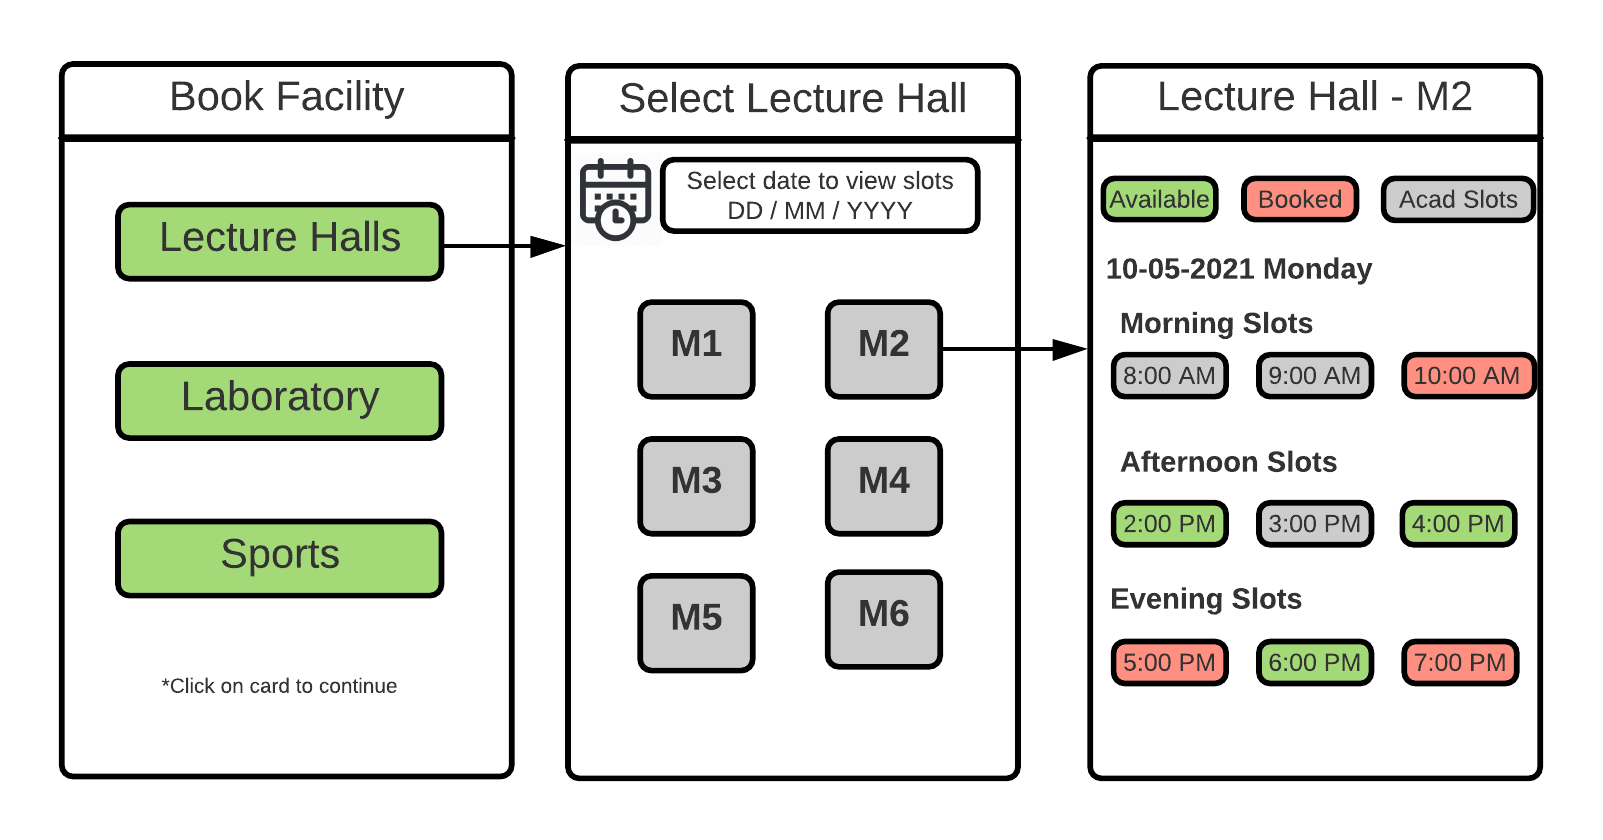 Book Facility
Lecture Halls
Laboratory
Sports
*Click on card to continue
Select Lecture Hall
Select date to view slots
DD / MM / YYYY
M1
M2
M3
M4
M5
M6
Lecture Hall - M2
Available
Booked
Acad Slots
10-05-2021 Monday
Morning Slots
8:00 AM
9:00 AM
10:00 AM
Afternoon Slots
2:00 PM
3:00 PM
4:00 PM
Evening Slots
5:00 PM
6:00 PM
7:00 PM